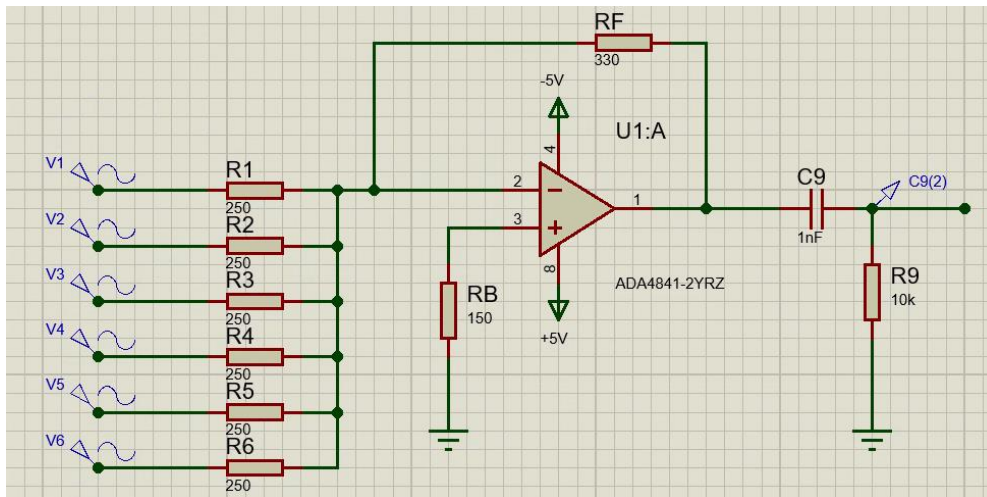 RF
330
-5V
U1:A
4
V1
R1
250
2
1
C9
1nF
C9(2)
V2
R2
250
3
8
ADA4841-2YRZ
V3
R3
250
RB
150
R9
10k
+5V
V4
R4
250
V5
R5
250
V6
R6
250